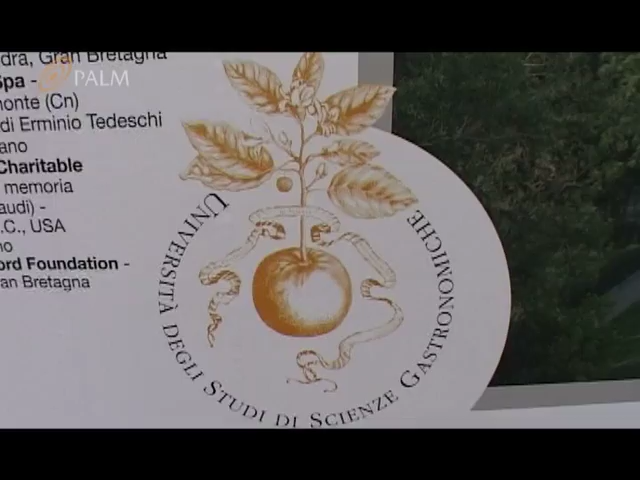 dra, Gran Bretagna
Spa -
PALM
monte (Cn)
di Erminio Tedeschi
ano
Charitable
memoria
audi) -
.C., USA
no
ord Foundation -
an Bretagna
UNIVERSITÀ DEGLI STUDI DI SCIENZE GASTRONOMICHE